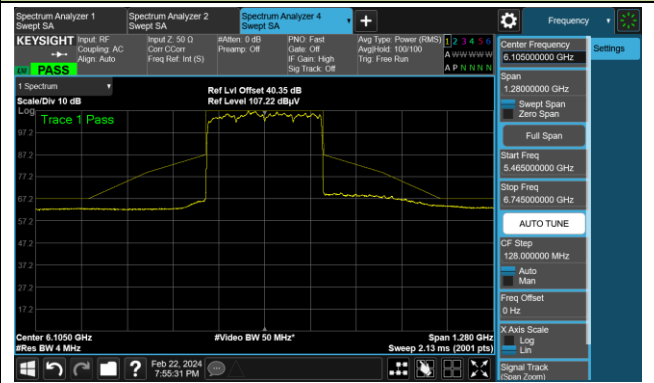 Spectrum Analyzer 1
Swept SA
Spectrum Analyzer 2
Swept SA
Spectrum Analyzer 4
Swept SA
Frequency
KEYSIGHT
PASS
Input: RF
Coupling: AC
Align: Auto
Input Z: 50 Ω
Corr CCorr
Freq Ref: Int (S)
#Atten: 0 dB
Preamp: Off
PNO: Fast
Gate: Off
IF Gain: High
Sig Track: Off
Avg Type: Power (RMS)
Avg|Hold: 100/100
Trig: Free Run
1 2 3 4 5 6
A W W W W W
A P N N N N
1 Spectrum
Scale/Div 10 dB
Ref Lvl Offset 40.35 dB
Ref Level 107.22 dBµV
Log
Trace 1 Pass
97.2
87.2
77.2
67.2
57.2
47.2
37.2
27.2
17.2
Center 6.1050 GHz
#Res BW 4 MHz
#Video BW 50 MHz*
Span 1.280 GHz
Sweep 2.13 ms (2001 pts)
Feb 22, 2024
7:55:31 PM
Center Frequency
6.105000000 GHz
Settings
Span
1.28000000 GHz
Swept Span
Zero Span
Full Span
Start Freq
5.465000000 GHz
Stop Freq
6.745000000 GHz
AUTO TUNE
CF Step
128.000000 MHz
Auto
Man
Freq Offset
0 Hz
X Axis Scale
Log
Lin
Signal Track
(Span Zoom)